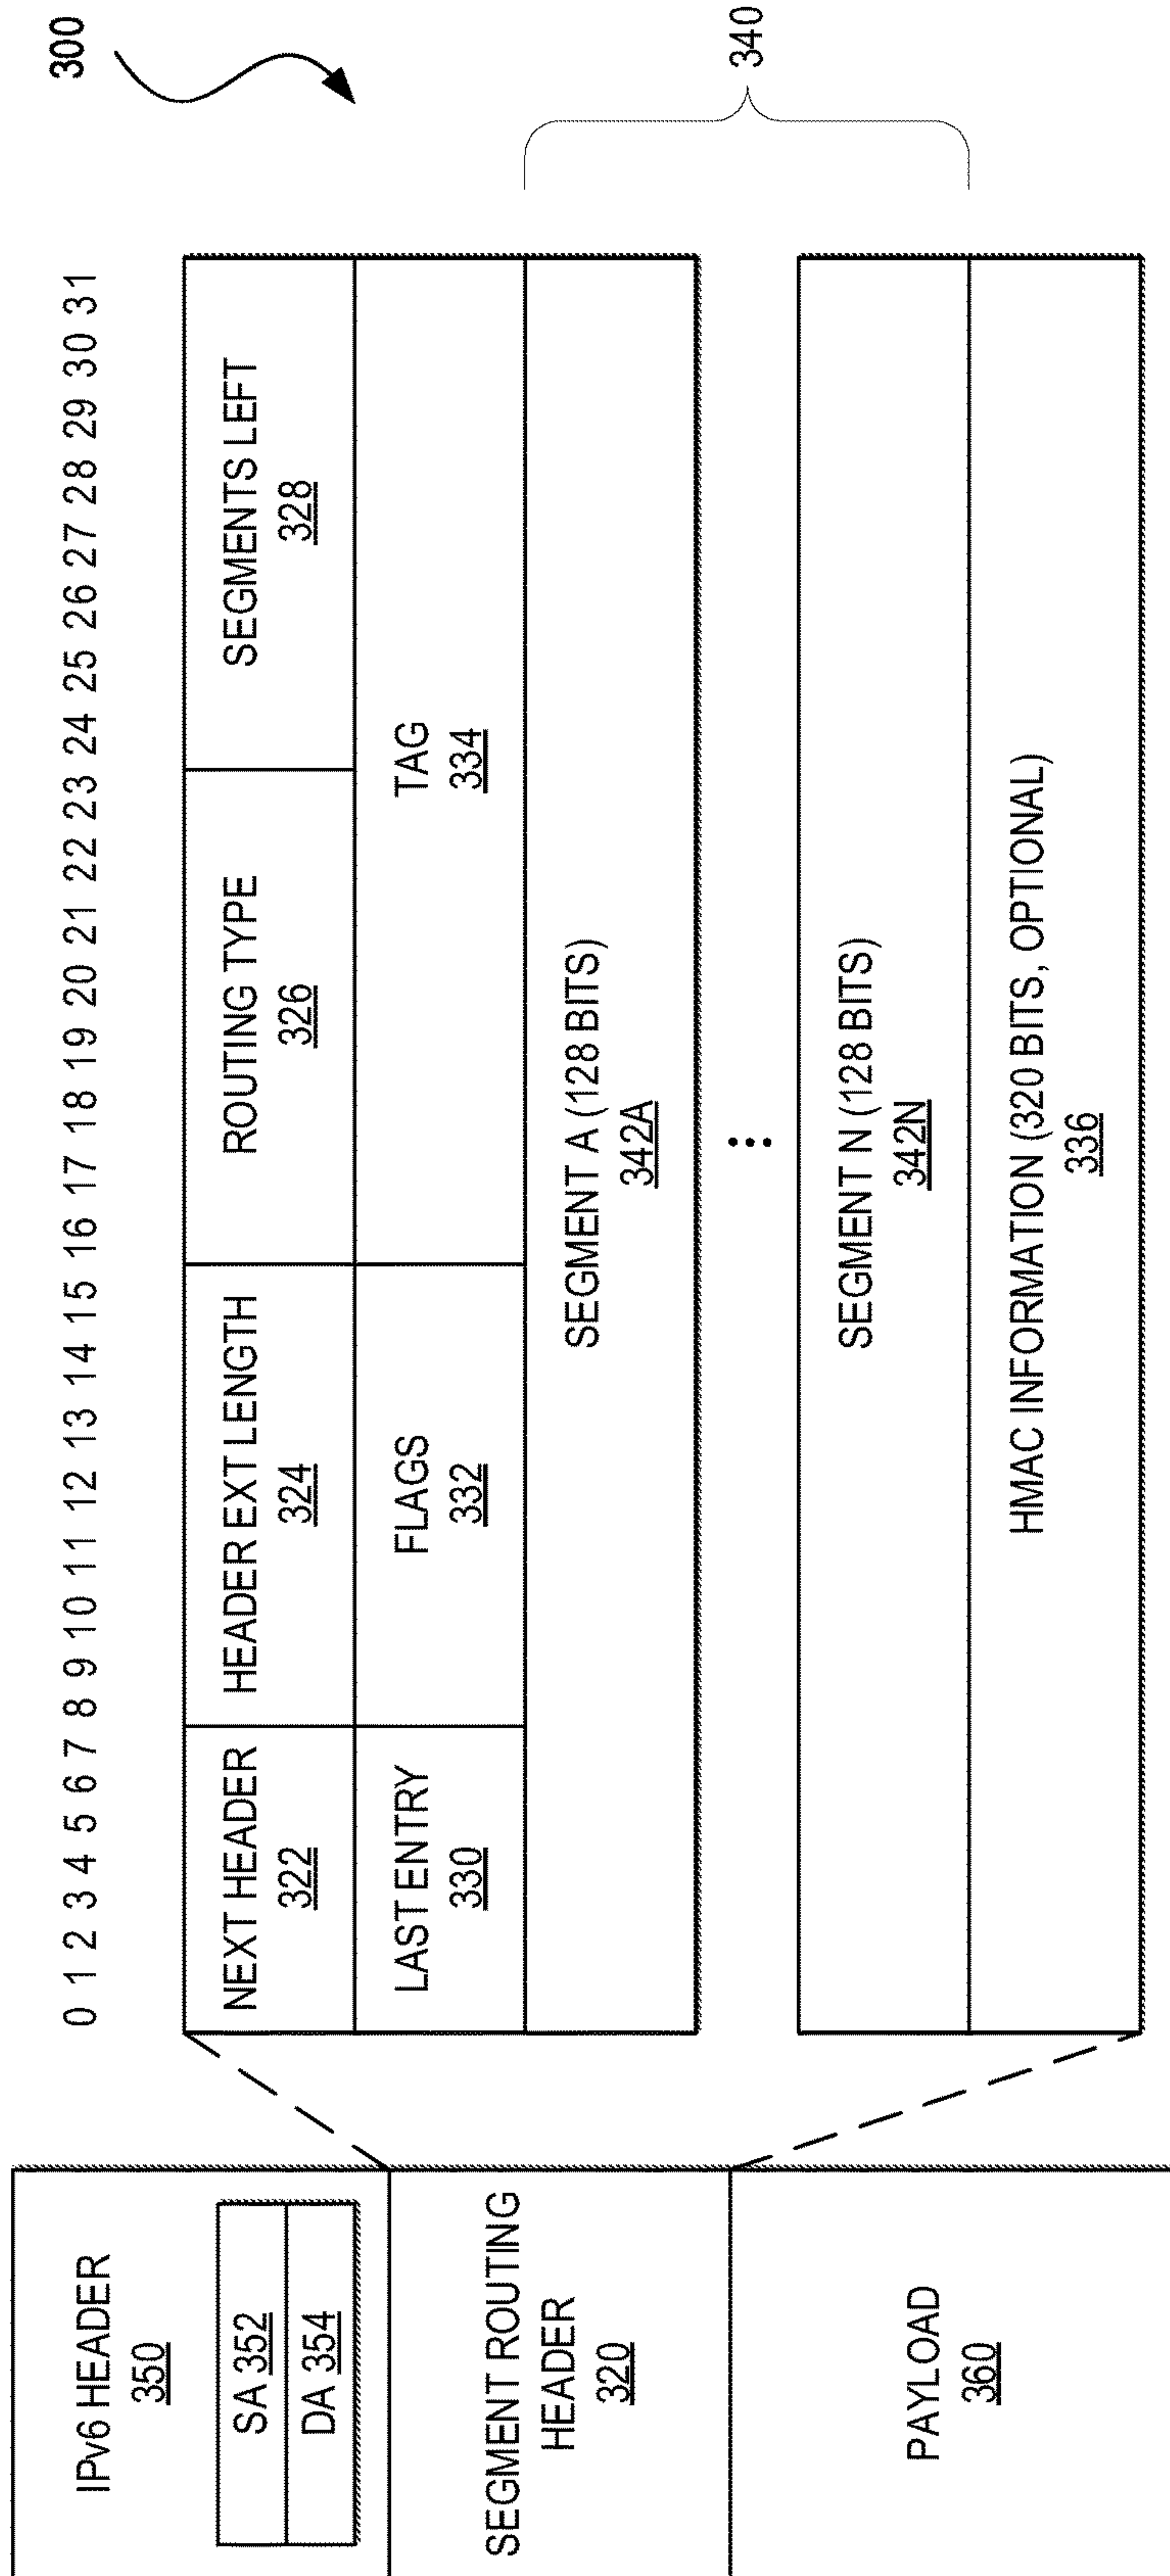 300
IPv6 HEADER
350
SA 352
DA 354
SEGMENT ROUTING
HEADER
320
PAYLOAD
360
0 1 2 3 4 5 6 7 8 9 10 11 12 13 14 15 16 17 18 19 20 21 22 23 24 25 26 27 28 29 30 31
NEXT HEADER
322
HEADER EXT LENGTH
324
ROUTING TYPE
326
SEGMENTS LEFT
328
LAST ENTRY
330
FLAGS
332
TAG
334
SEGMENT A (128 BITS)
342A
⋮
SEGMENT N (128 BITS)
342N
HMAC INFORMATION (320 BITS, OPTIONAL)
336
340